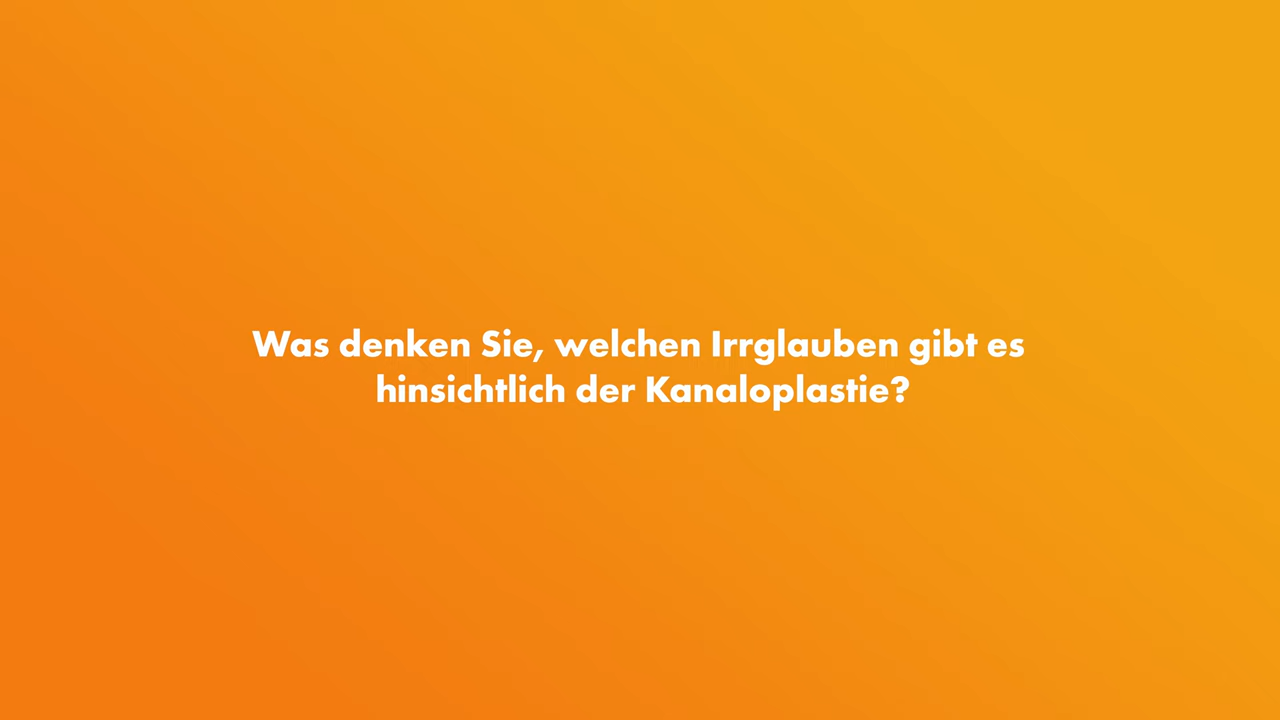 Was denken Sie, welchen Irrglauben gibt es
hinsichtlich der Kanaloplastie?